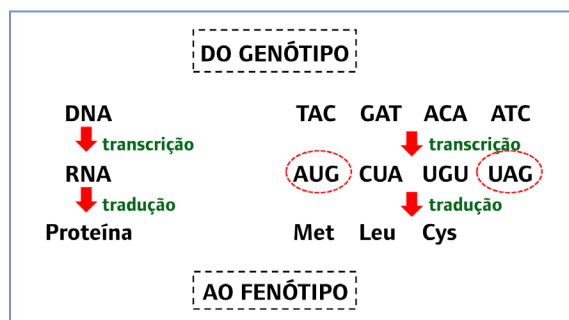 DO GENÓTIPO
DNA
transcrição
RNA
tradução
Proteína
TAC GAT ACA ATC
transcrição
AUG CUA UGU UAG
tradução
Met Leu Cys
AO FENÓTIPO